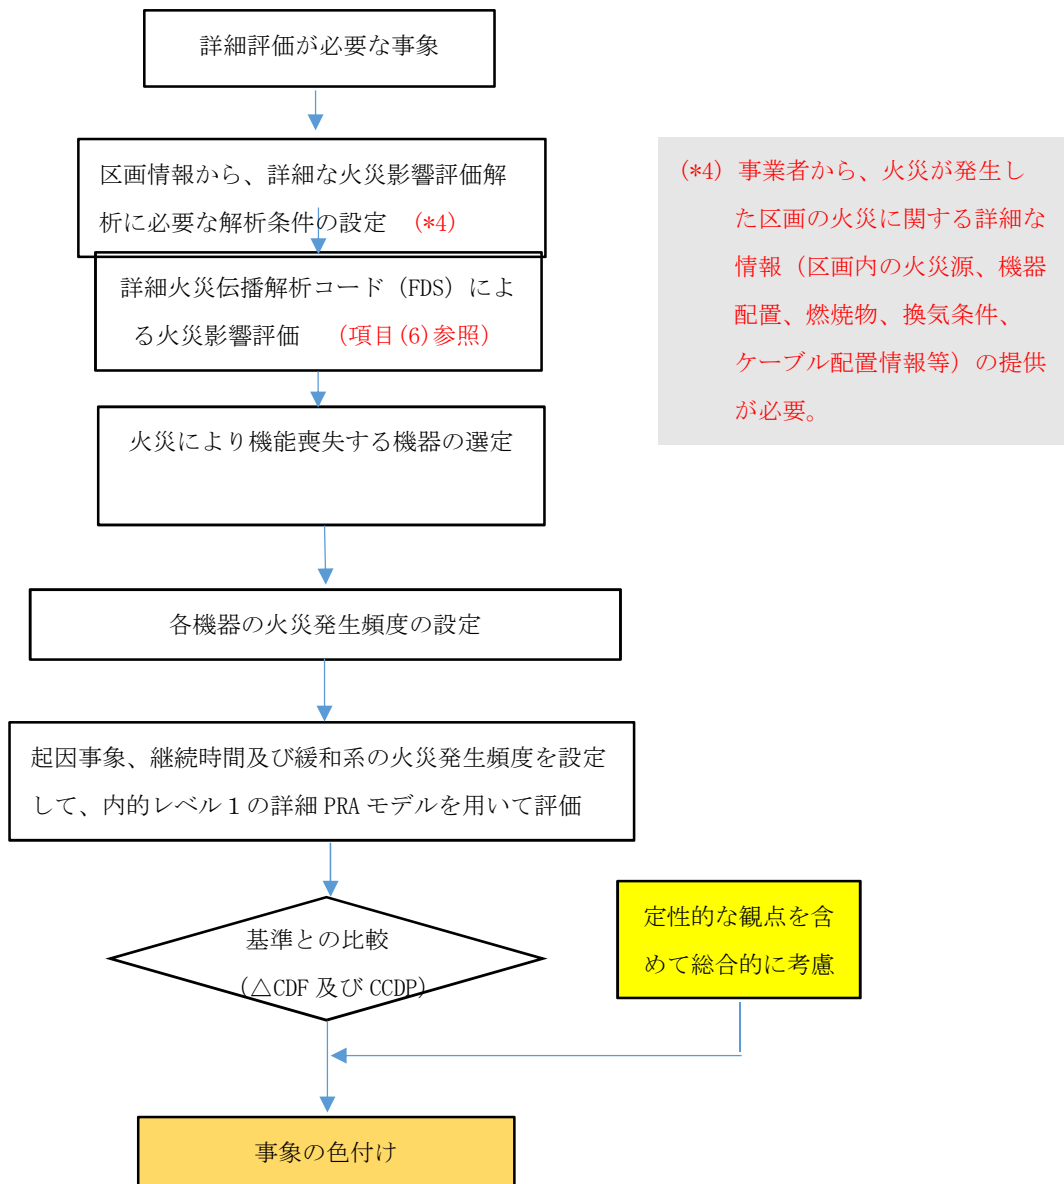 詳細評価が必要な事象
区画情報から、詳細な火災影響評価解
析に必要な解析条件の設定 (*4)
(*4) 事業者から、火災が発生し
た区画の火災に関する詳細な
情報（区画内の火災源、機器
配置、燃焼物、換気条件、
ケーブル配置情報等）の提供
が必要。
詳細火災伝播解析コード（FDS）によ
る火災影響評価 （項目(6)参照）
火災により機能喪失する機器の選定
各機器の火災発生頻度の設定
起因事象、継続時間及び緩和系の火災発生頻度を設定
して、内的レベル１の詳細 PRA モデルを用いて評価
基準との比較
（△CDF 及び CCDP）
定性的な観点を含
めて総合的に考慮
事象の色付け